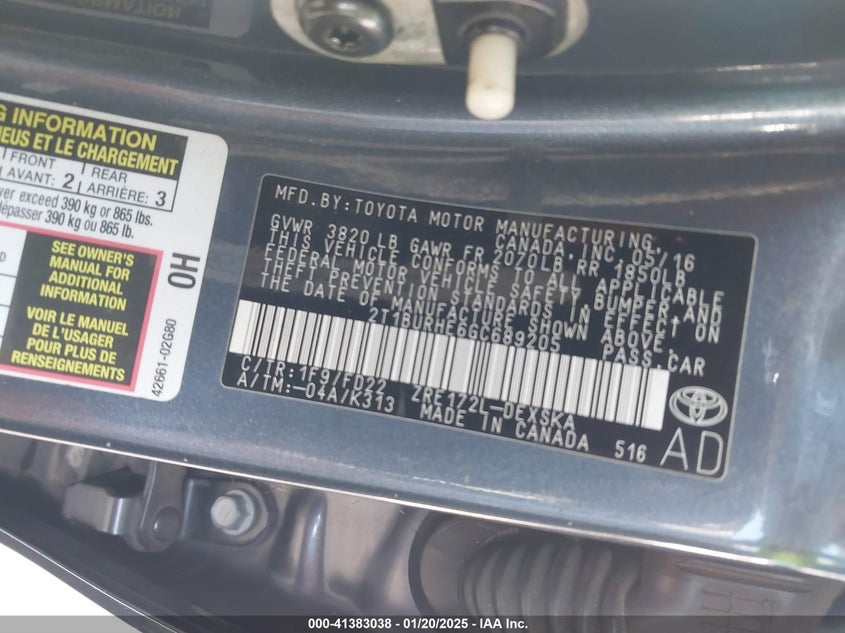 G INFORMATION
NEUS ET LE CHARGEMENT
FRONT
AVANT: 2
REAR
ARRIÈRE: 3
ver exceed 390 kg or 865 lbs.
dépasser 390 kg ou 865 lb.
SEE OWNER'S
MANUAL FOR
ADDITIONAL
INFORMATION
VOIR LE MANUEL
DE L'USAGER
POUR PLUS DE
RENSEIGNEMENTS
0H
42661-02G80
MFD.BY:TOYOTA MOTOR MANUFACTURING
CANADA,INC. 05/16
GVWR 3820 LB GAWR FR 2070LB RR 1850LB
THIS VEHICLE CONFORMS TO ALL APPLICABLE
FEDERAL MOTOR VEHICLE SAFETY, BUMPER, AND
THEFT PREVENTION STANDARDS IN EFFECT ON
THE DATE OF MANUFACTURE SHOWN ABOVE.
2T1BURHE6GC689205 PASS.CAR
C/TR:1F9/FD22 ZRE172L-DEXSKA
A/TM:-04A/K313 MADE IN CANADA
516
AD
000-41383038 - 01/20/2025 - IAA Inc.